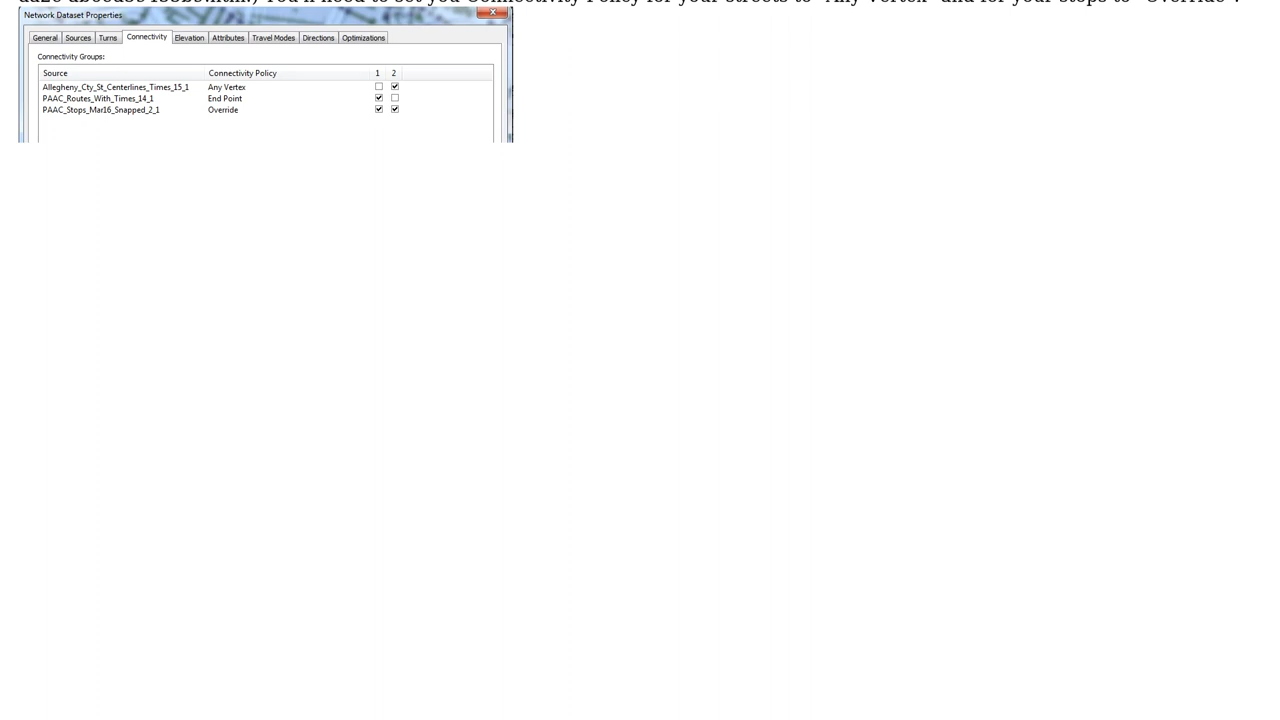 You'll need to set you Connectivity Policy for your streets to "Any Vertex" and for your stops to "Override".
Network Dataset Properties
General Sources Turns Connectivity Elevation Attributes Travel Modes Directions Optimizations
Connectivity Groups:
Source Connectivity Policy 1 2
Allegheny_Cty_St_Centerlines_Times_15_1 Any Vertex
PAAC_Routes_With_Times_14_1 End Point
PAAC_Stops_Mar16_Snapped_2_1 Override